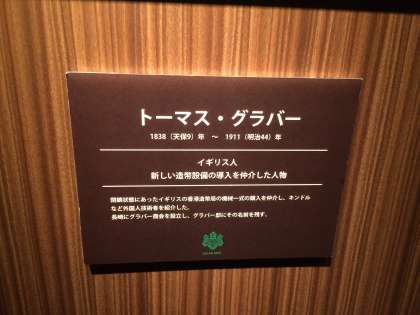 トーマス・グラバー
1838（天保9）年　～　1911（明治44）年
イギリス人
新しい造幣設備の導入を仲介した人物
閉鎖状態にあったイギリスの香港造幣局の機械一式の購入を仲介し、キンドル
など外国人技術者を紹介した。
長崎にグラバー商会を設立し、グラバー邸にその名前を残す。